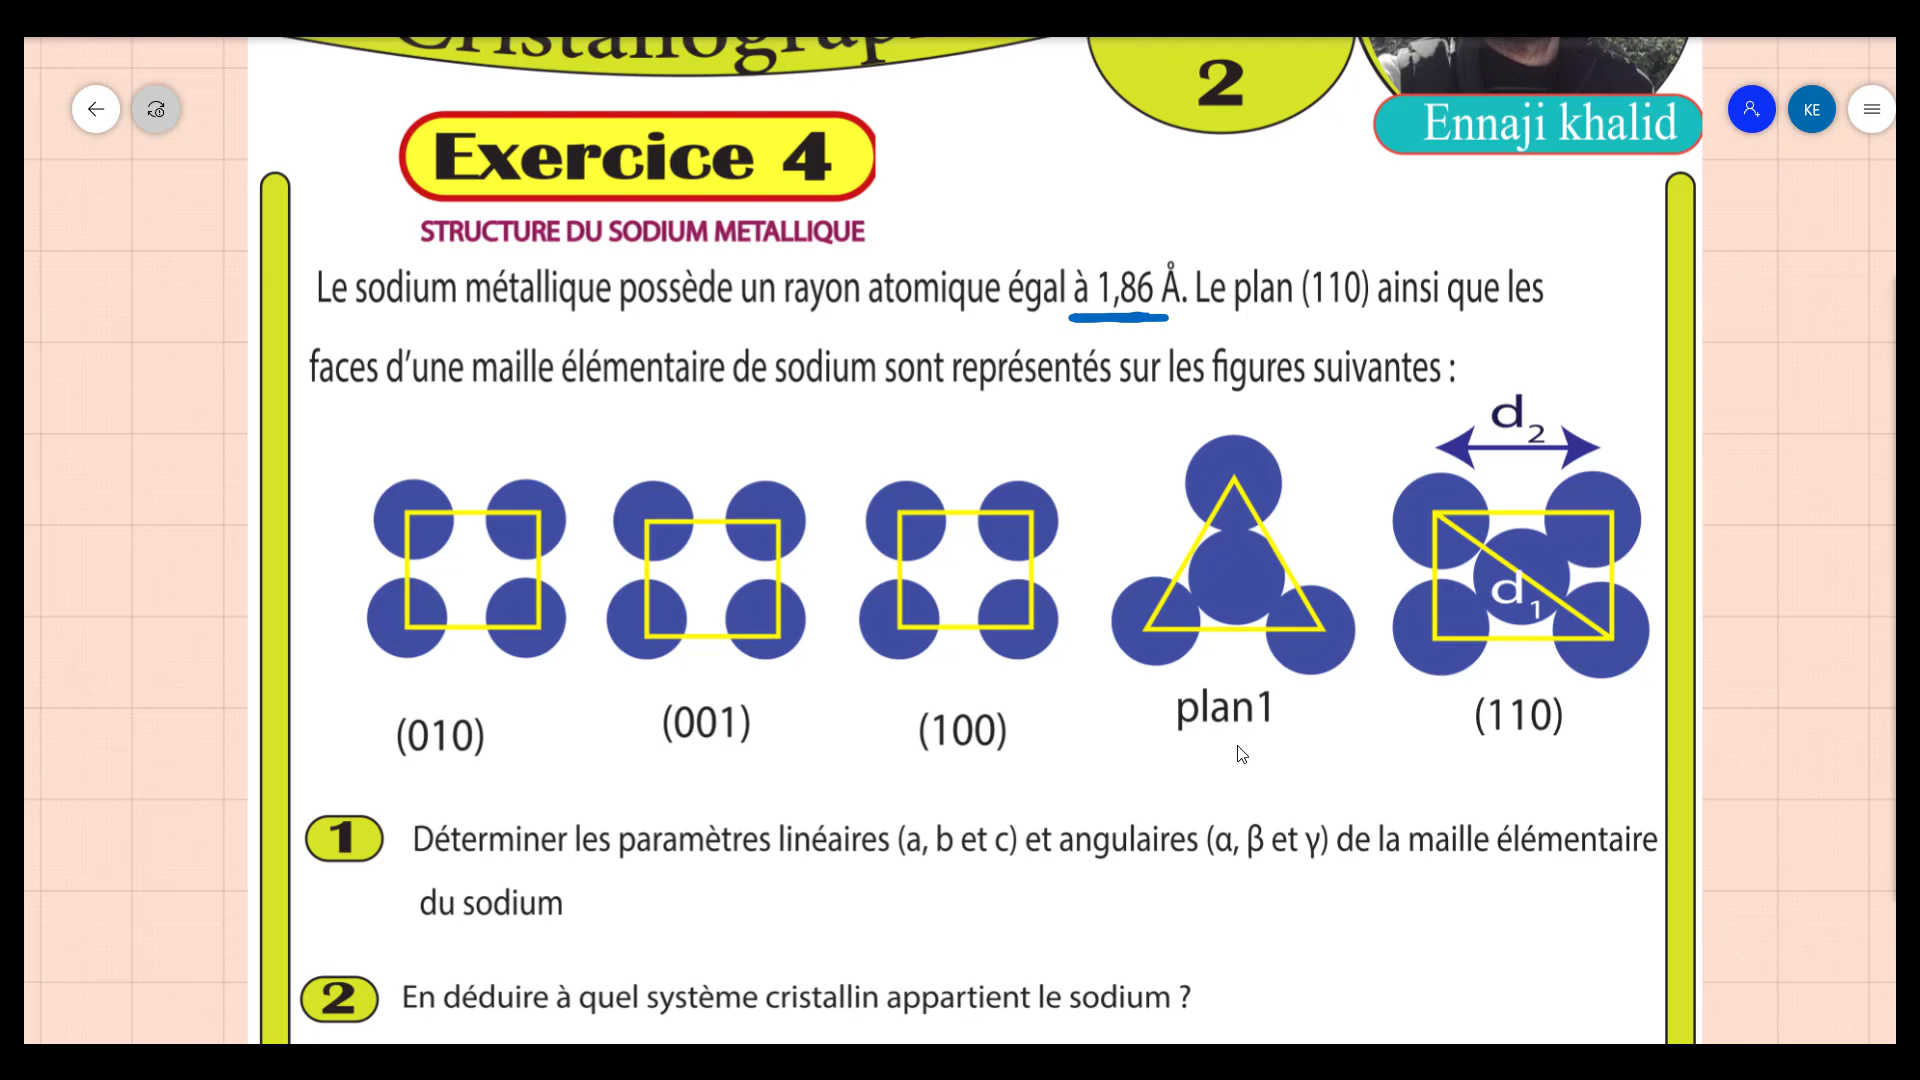 2
Ennaji khalid
KE
Exercice 4
STRUCTURE DU SODIUM METALLIQUE
Le sodium métallique possède un rayon atomique égal à 1,86 Å. Le plan (110) ainsi que les
faces d’une maille élémentaire de sodium sont représentés sur les figures suivantes :
d2
d1
(010)
(001)
(100)
plan1
(110)
1 Déterminer les paramètres linéaires (a, b et c) et angulaires (α, β et γ) de la maille élémentaire
du sodium
2 En déduire à quel système cristallin appartient le sodium ?